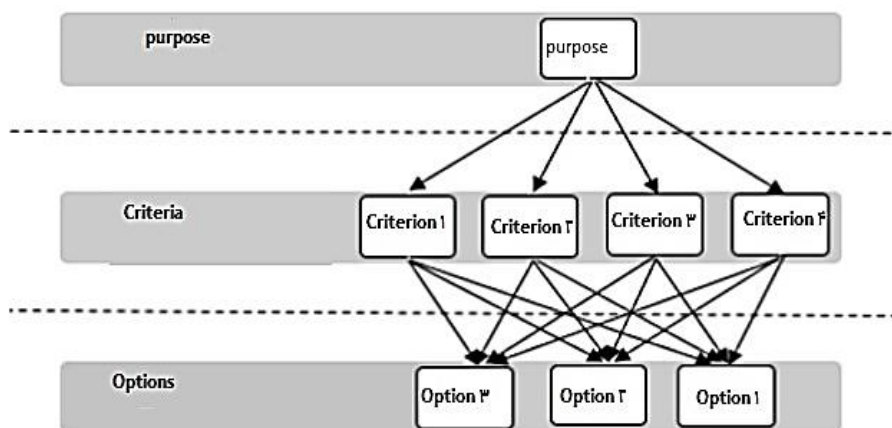 purpose
purpose
Criteria
Criterion ۱
Criterion ۲
Criterion ۳
Criterion ۴
Options
Option ۳
Option ۲
Option ۱